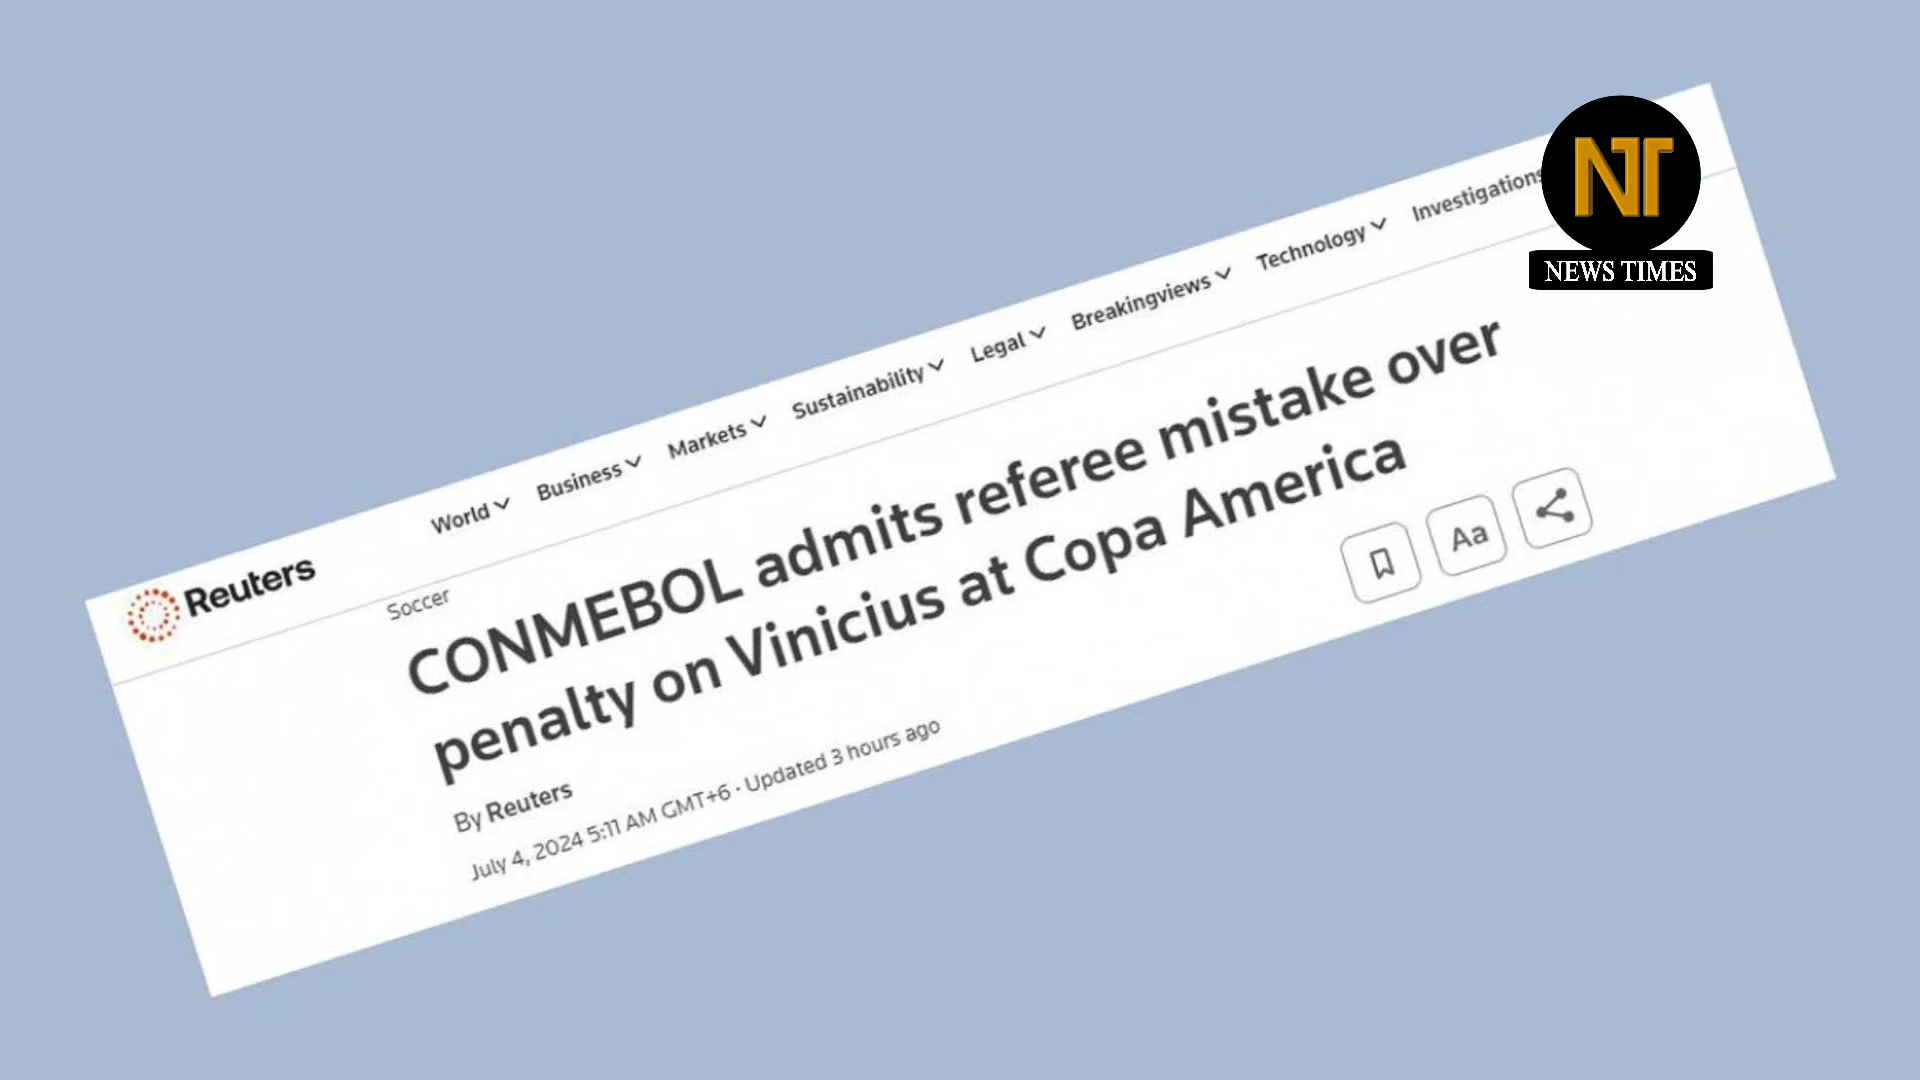 NT
NEWS TIMES
Reuters
World
Business
Markets
Sustainability
Legal
Breakingviews
Technology
Investigations
Soccer
CONMEBOL admits referee mistake over
penalty on Vinicius at Copa America
By Reuters
July 4, 2024 5:11 AM GMT+6 · Updated 3 hours ago
Aa